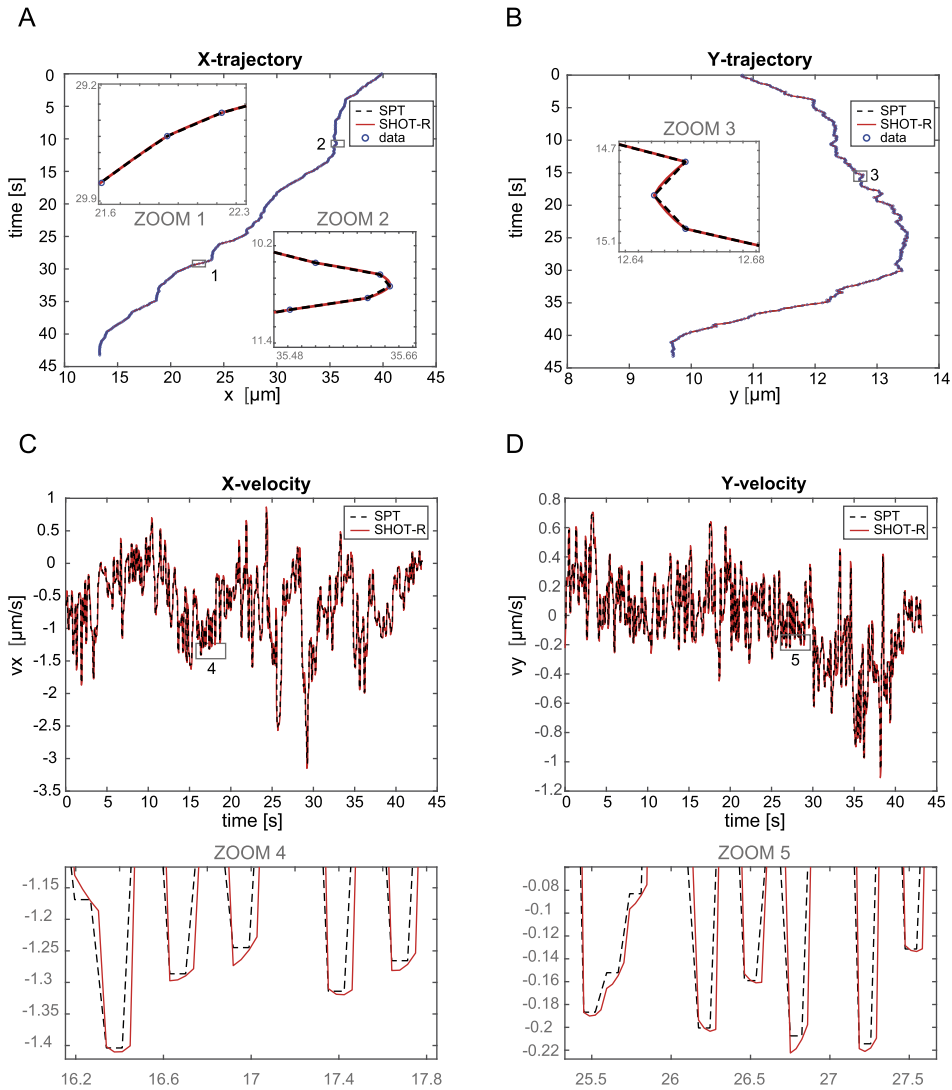 A
X-trajectory
0
5
10
15
20
25
30
35
40
45
time [s]
10 15 20 25 30 35 40 45
x [µm]
SPT
SHOT-R
data
29.2
29.9
21.6 22.3
ZOOM 1
ZOOM 2
10.2
11.4
35.48 35.66
1
2
B
Y-trajectory
0
5
10
15
20
25
30
35
40
45
time [s]
8 9 10 11 12 13 14
y [µm]
SPT
SHOT-R
data
ZOOM 3
14.7
15.1
12.64 12.68
3
C
X-velocity
1
0.5
0
-0.5
-1
-1.5
-2
-2.5
-3
-3.5
vx [µm/s]
0 5 10 15 20 25 30 35 40 45
time [s]
SPT
SHOT-R
4
ZOOM 4
-1.15
-1.2
-1.25
-1.3
-1.35
-1.4
16.2 16.6 17 17.4 17.8
D
Y-velocity
0.8
0.6
0.4
0.2
0
-0.2
-0.4
-0.6
-0.8
-1
-1.2
vy [µm/s]
0 5 10 15 20 25 30 35 40 45
time [s]
SPT
SHOT-R
5
ZOOM 5
-0.08
-0.1
-0.12
-0.14
-0.16
-0.18
-0.2
-0.22
25.5 26 26.5 27 27.5